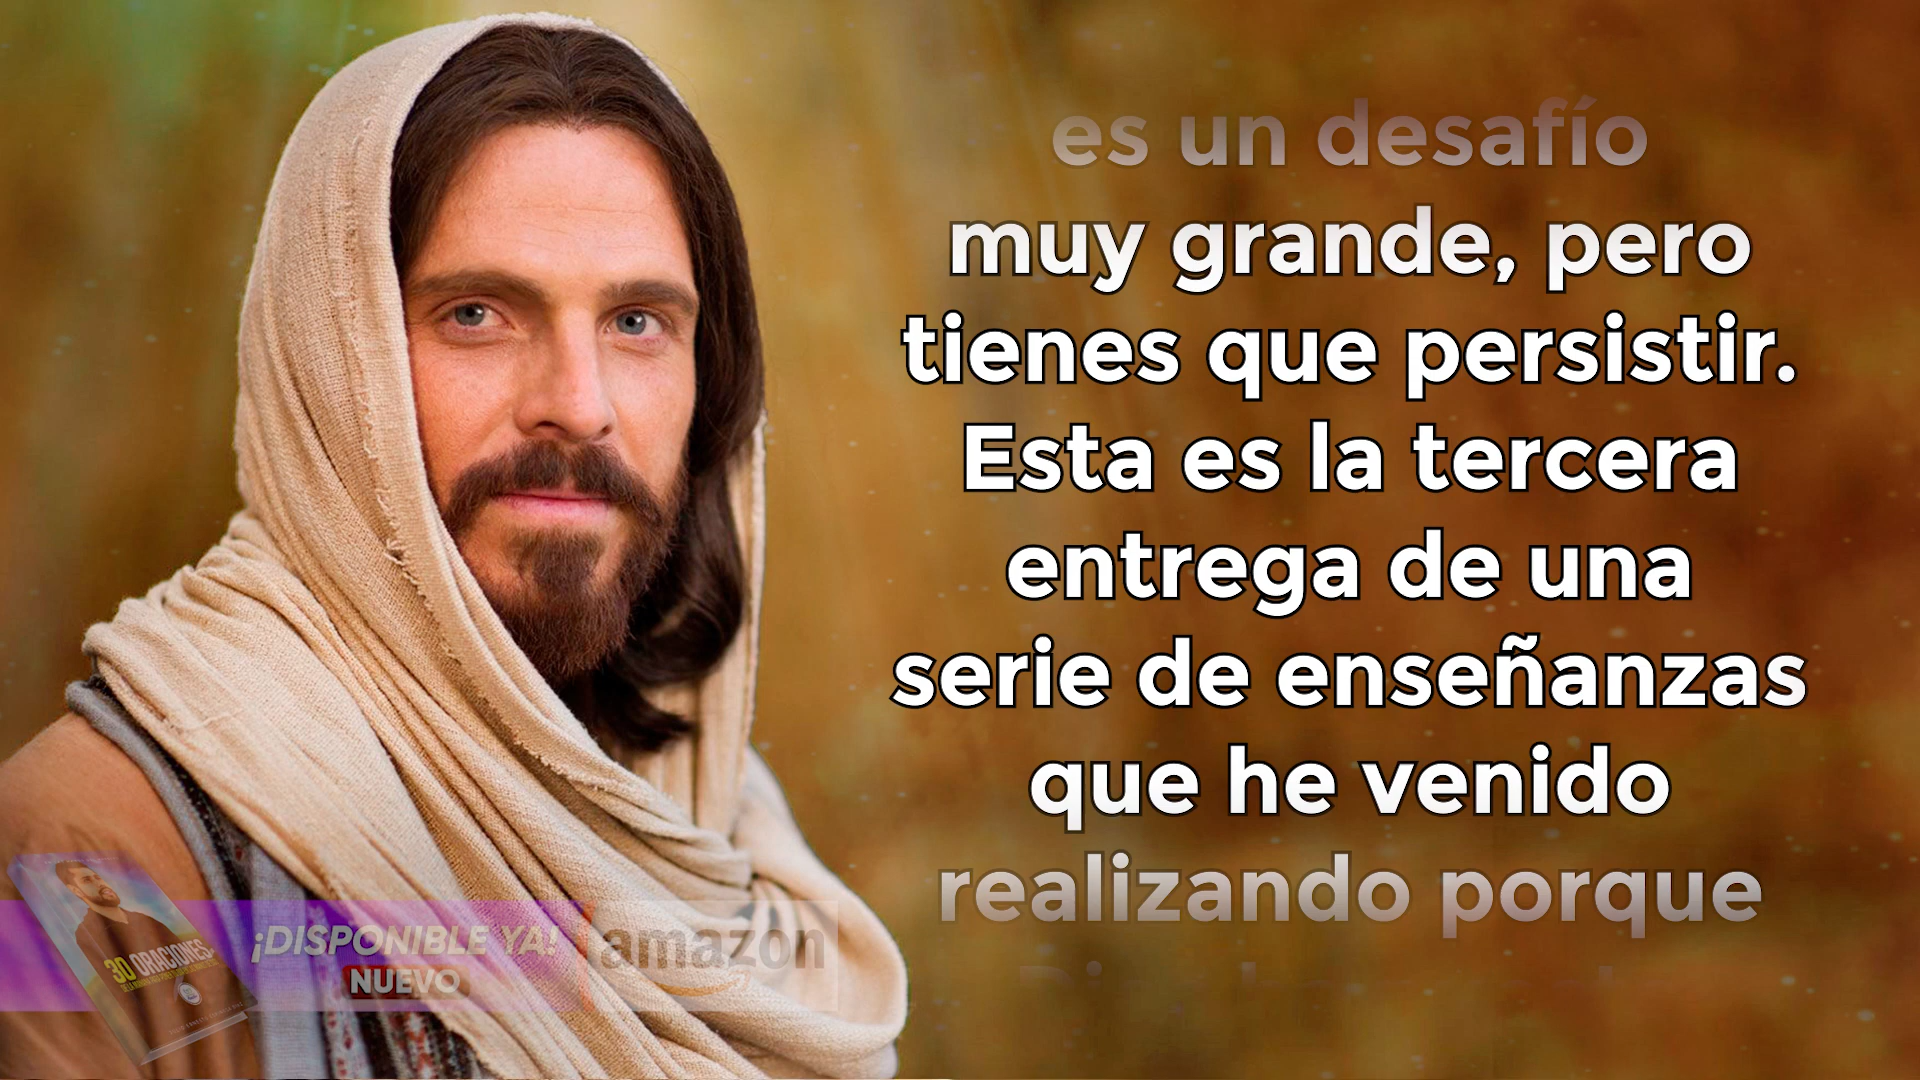 es un desafío
muy grande, pero
tienes que persistir.
Esta es la tercera
entrega de una
serie de enseñanzas
que he venido
realizando porque
¡DISPONIBLE YA!
NUEVO
amazon
30 ORACIONES